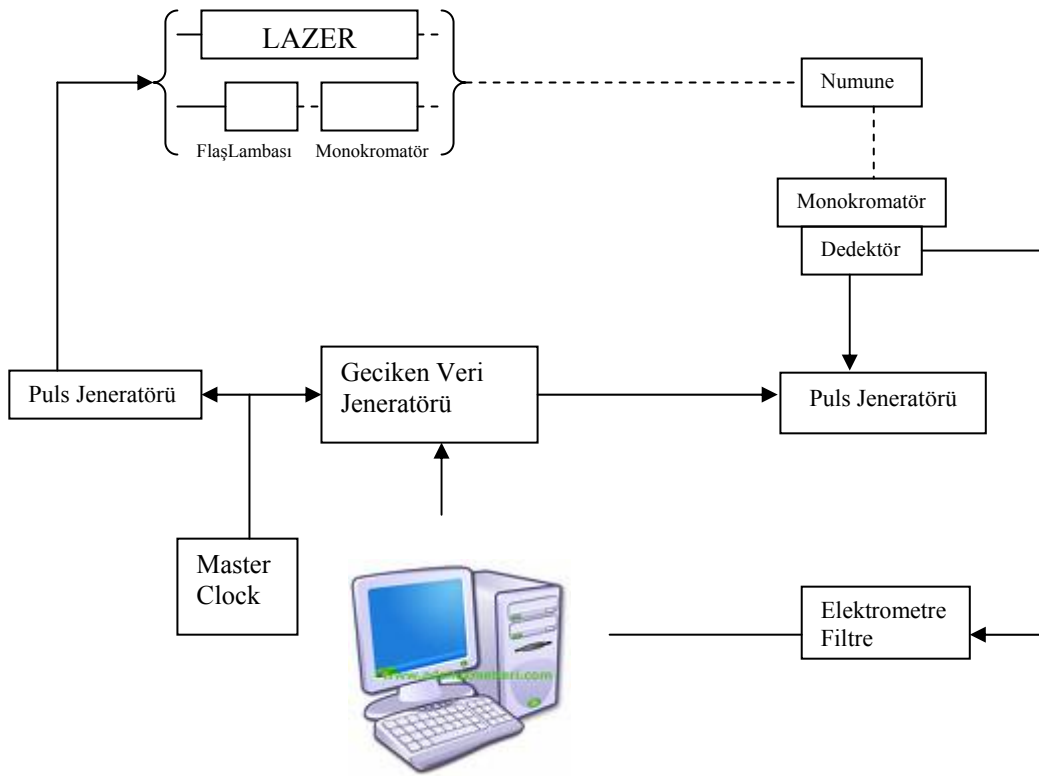 LAZER
Numune
FlaşLambası Monokromatör
Monokromatör
Dedektör
Geciken Veri
Jeneratörü
Puls Jeneratörü
Puls Jeneratörü
Master
Clock
Elektrometre
Filtre